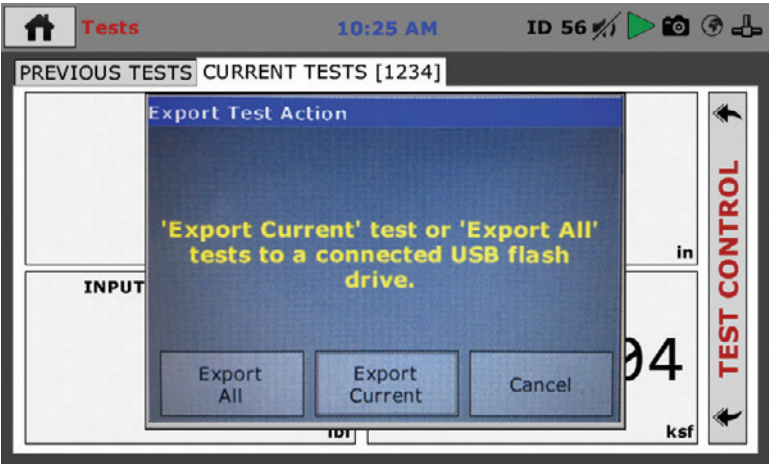 Tests
10:25 AM
ID 56
PREVIOUS TESTS
CURRENT TESTS [1234]
Export Test Action
'Export Current' test or 'Export All'
tests to a connected USB flash
drive.
in
INPUT
04
Export
All
Export
Current
Cancel
lbf
ksf
TEST CONTROL